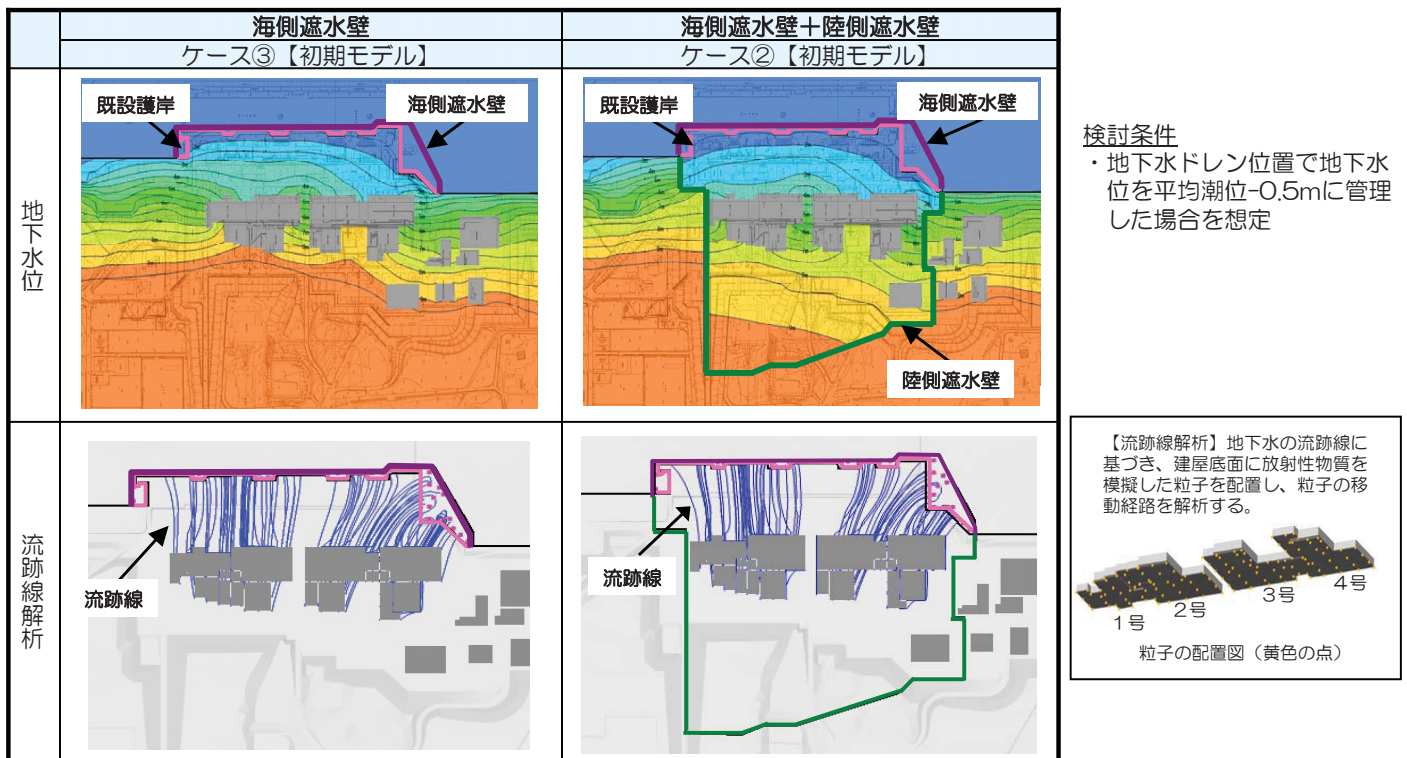 海側遮水壁
海側遮水壁＋陸側遮水壁
ケース③【初期モデル】
ケース②【初期モデル】
地下水位
既設護岸
海側遮水壁
既設護岸
海側遮水壁
陸側遮水壁
検討条件
・地下水ドレン位置で地下水
位を平均潮位-0.5mに管理
した場合を想定
流跡線解析
流跡線
流跡線
【流跡線解析】地下水の流跡線に
基づき、建屋底面に放射性物質を
模擬した粒子を配置し、粒子の移
動経路を解析する。
1号
2号
3号
4号
粒子の配置図（黄色の点）